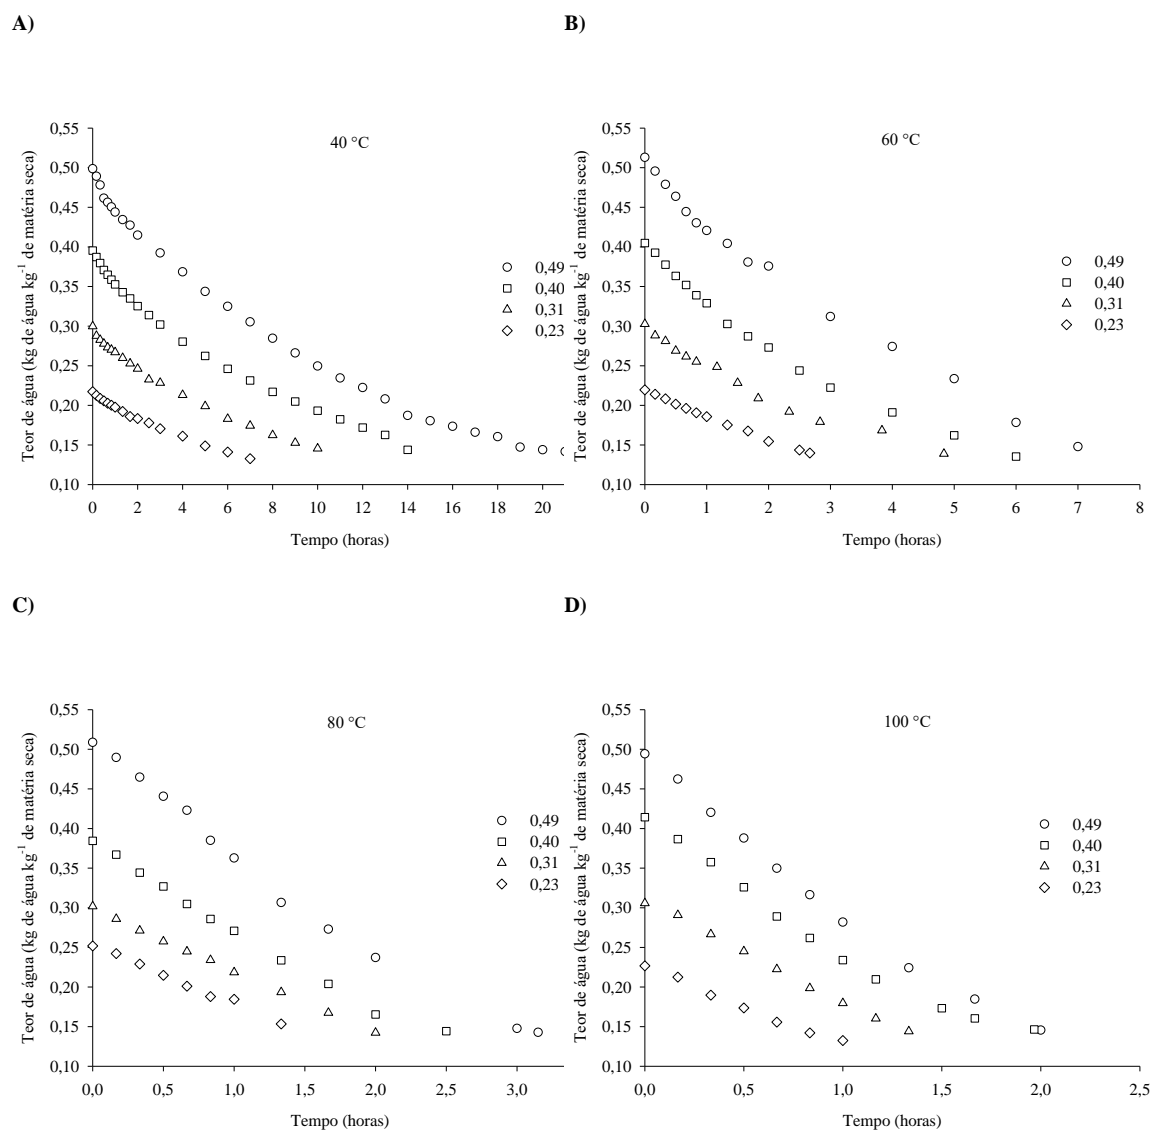 A)
40 °C
Teor de água (kg de água kg-1 de matéria seca)
0,55
0,50
0,45
0,40
0,35
0,30
0,25
0,20
0,15
0,10
0,49
0,40
0,31
0,23
0 2 4 6 8 10 12 14 16 18 20
Tempo (horas)
B)
60 °C
Teor de água (kg de água kg-1 de matéria seca)
0,55
0,50
0,45
0,40
0,35
0,30
0,25
0,20
0,15
0,10
0,49
0,40
0,31
0,23
0 1 2 3 4 5 6 7 8
Tempo (horas)
C)
80 °C
Teor de água (kg de água kg-1 de matéria seca)
0,55
0,50
0,45
0,40
0,35
0,30
0,25
0,20
0,15
0,10
0,49
0,40
0,31
0,23
0,0 0,5 1,0 1,5 2,0 2,5 3,0
Tempo (horas)
D)
100 °C
Teor de água (kg de água kg-1 de matéria seca)
0,55
0,50
0,45
0,40
0,35
0,30
0,25
0,20
0,15
0,10
0,49
0,40
0,31
0,23
0,0 0,5 1,0 1,5 2,0 2,5
Tempo (horas)